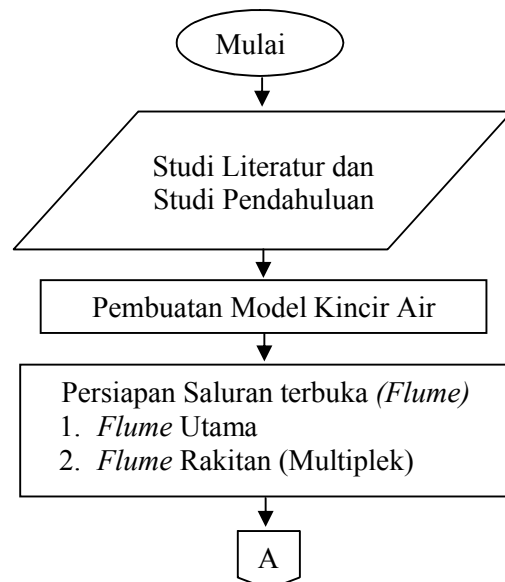 Mulai
Studi Literatur dan
Studi Pendahuluan
Pembuatan Model Kincir Air
Persiapan Saluran terbuka (Flume)
1. Flume Utama
2. Flume Rakitan (Multiplek)
A